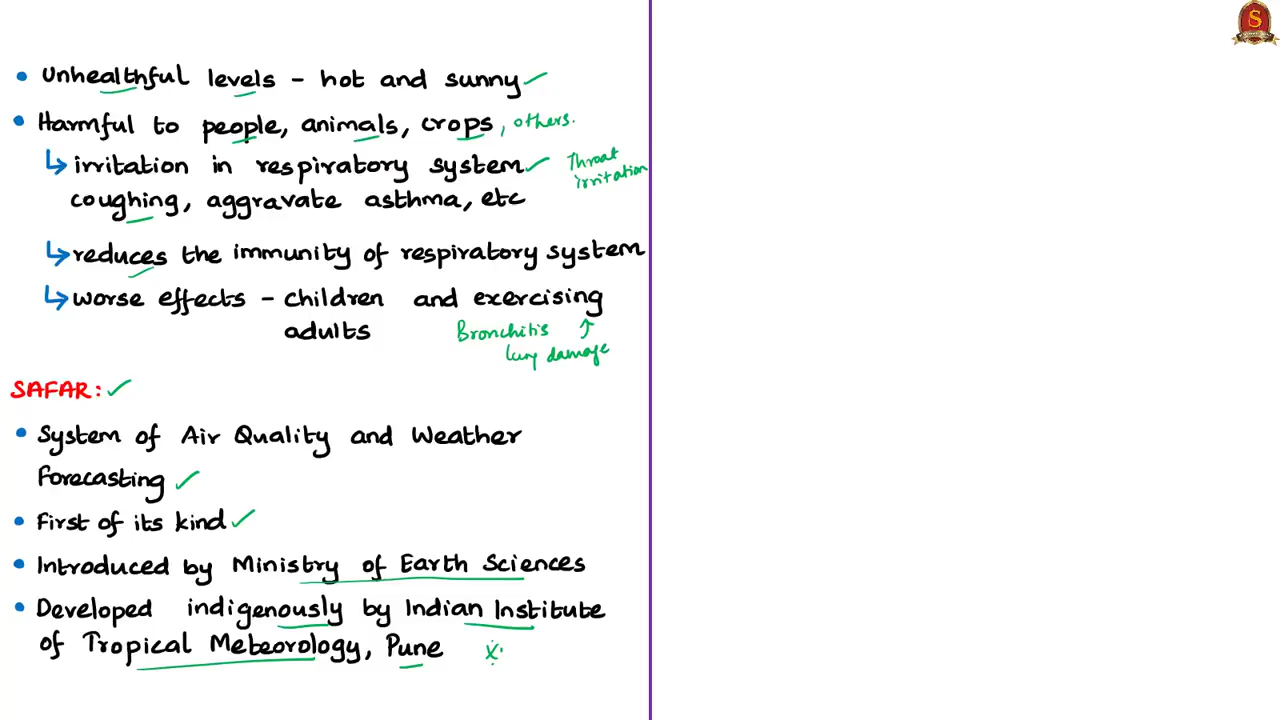 • Unhealthful levels - hot and sunny ✓
• Harmful to people, animals, crops, others.
↳ irritation in respiratory system ✓ Throat irritation
coughing, aggravate asthma, etc
↳ reduces the immunity of respiratory system
↳ worse effects - children and exercising
adults
Bronchitis ↑
lung damage
SAFAR: ✓
• System of Air Quality and Weather
Forecasting ✓
• First of its kind ✓
• Introduced by Ministry of Earth Sciences
• Developed indigenously by Indian Institute
of Tropical Meteorology, Pune
S